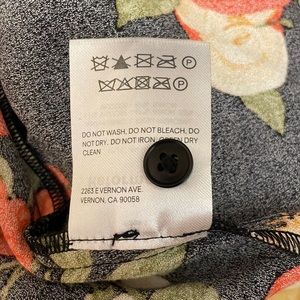 DO NOT WASH, DO NOT BLEACH, DO
NOT DRY. DO NOT IRON, GREEN DRY
CLEAN
2263 E VERNON AVE.
VERNON, CA 90058